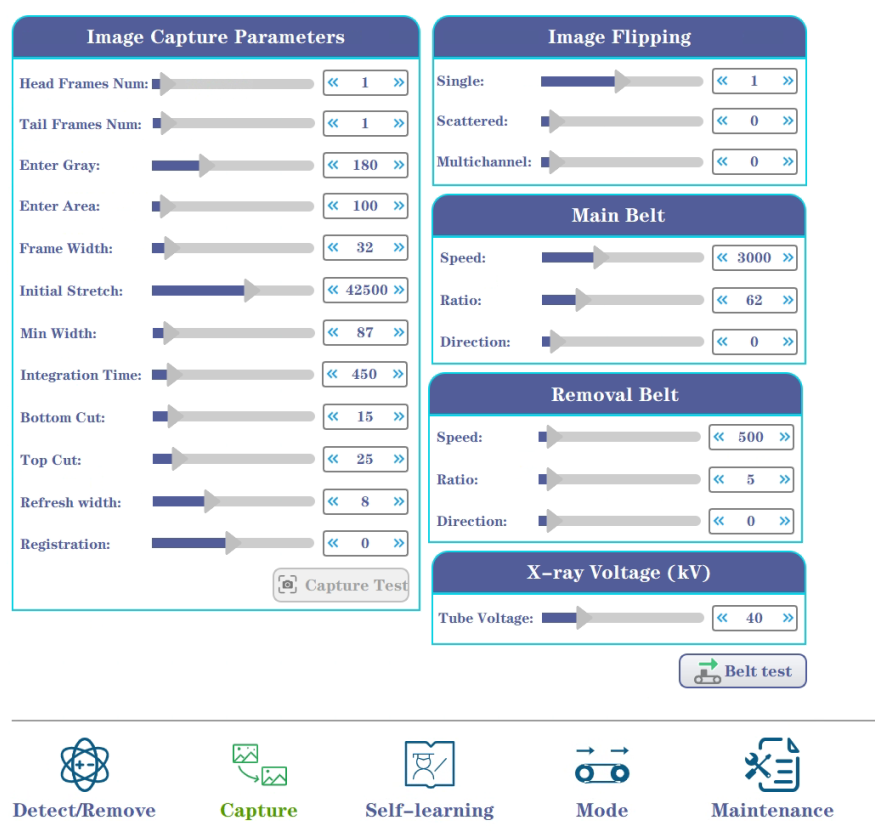 Image Capture Parameters
Head Frames Num: « 1 »
Tail Frames Num: « 1 »
Enter Gray: « 180 »
Enter Area: « 100 »
Frame Width: « 32 »
Initial Stretch: « 42500 »
Min Width: « 87 »
Integration Time: « 450 »
Bottom Cut: « 15 »
Top Cut: « 25 »
Refresh width: « 8 »
Registration: « 0 »
Capture Test
Image Flipping
Single: « 1 »
Scattered: « 0 »
Multichannel: « 0 »
Main Belt
Speed: « 3000 »
Ratio: « 62 »
Direction: « 0 »
Removal Belt
Speed: « 500 »
Ratio: « 5 »
Direction: « 0 »
X-ray Voltage (kV)
Tube Voltage: « 40 »
Belt test
Detect/Remove
Capture
Self-learning
Mode
Maintenance